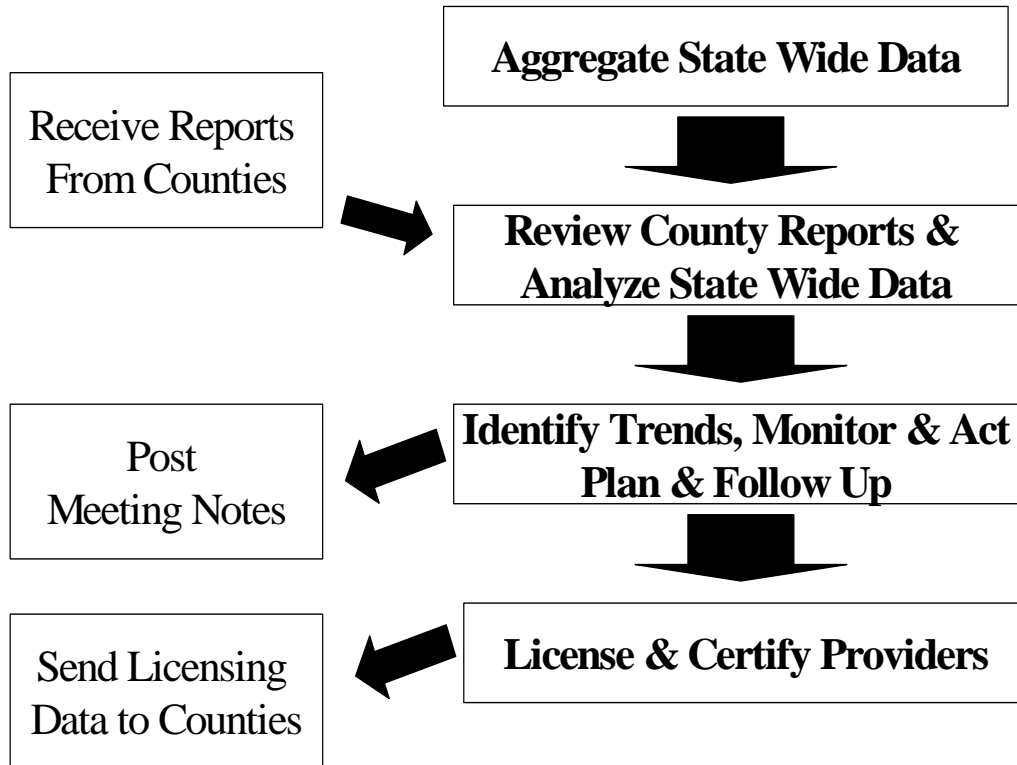 Aggregate State Wide Data
Receive Reports
From Counties
Review County Reports &
Analyze State Wide Data
Identify Trends, Monitor & Act
Plan & Follow Up
Post
Meeting Notes
License & Certify Providers
Send Licensing
Data to Counties